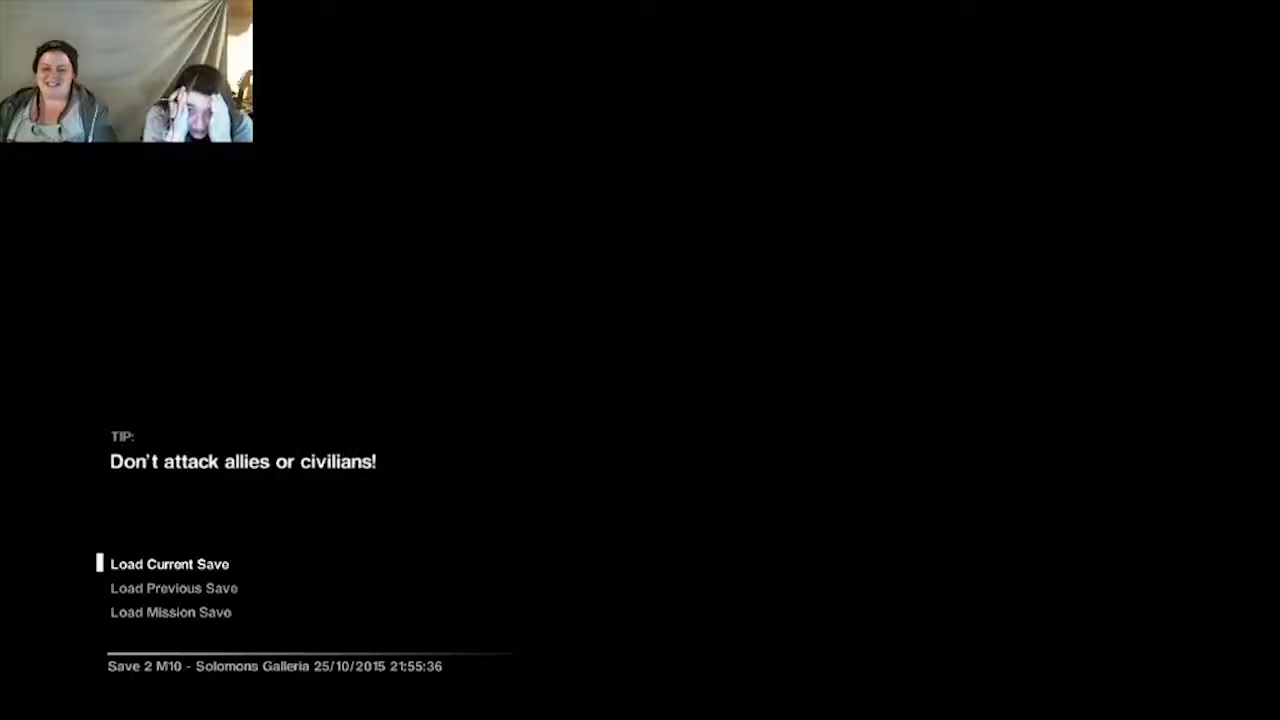 TIP:
Don't attack allies or civilians!
Load Current Save
Load Previous Save
Load Mission Save
Save 2 M10 - Solomons Galleria 25/10/2015 21:55:36